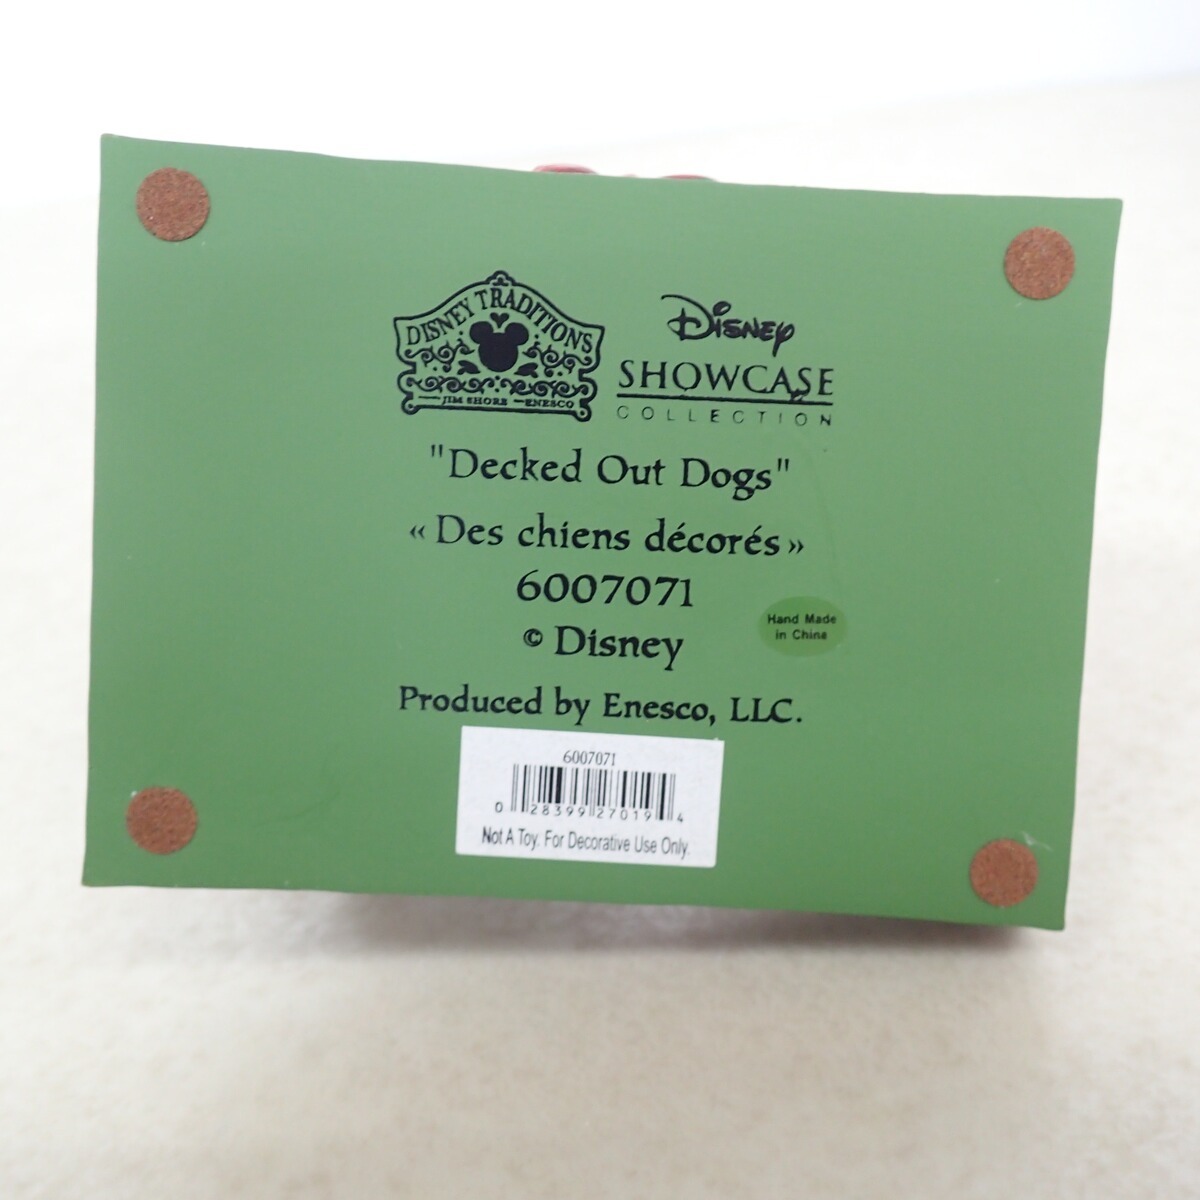 DISNEY TRADITIONS
JIM SHORE ENESCO
Disney
SHOWCASE
COLLECTION
"Decked Out Dogs"
« Des chiens décorés »
6007071
© Disney
Hand Made
in China
Produced by Enesco, LLC.
6007071
0 28399 27019 4
Not A Toy. For Decorative Use Only.